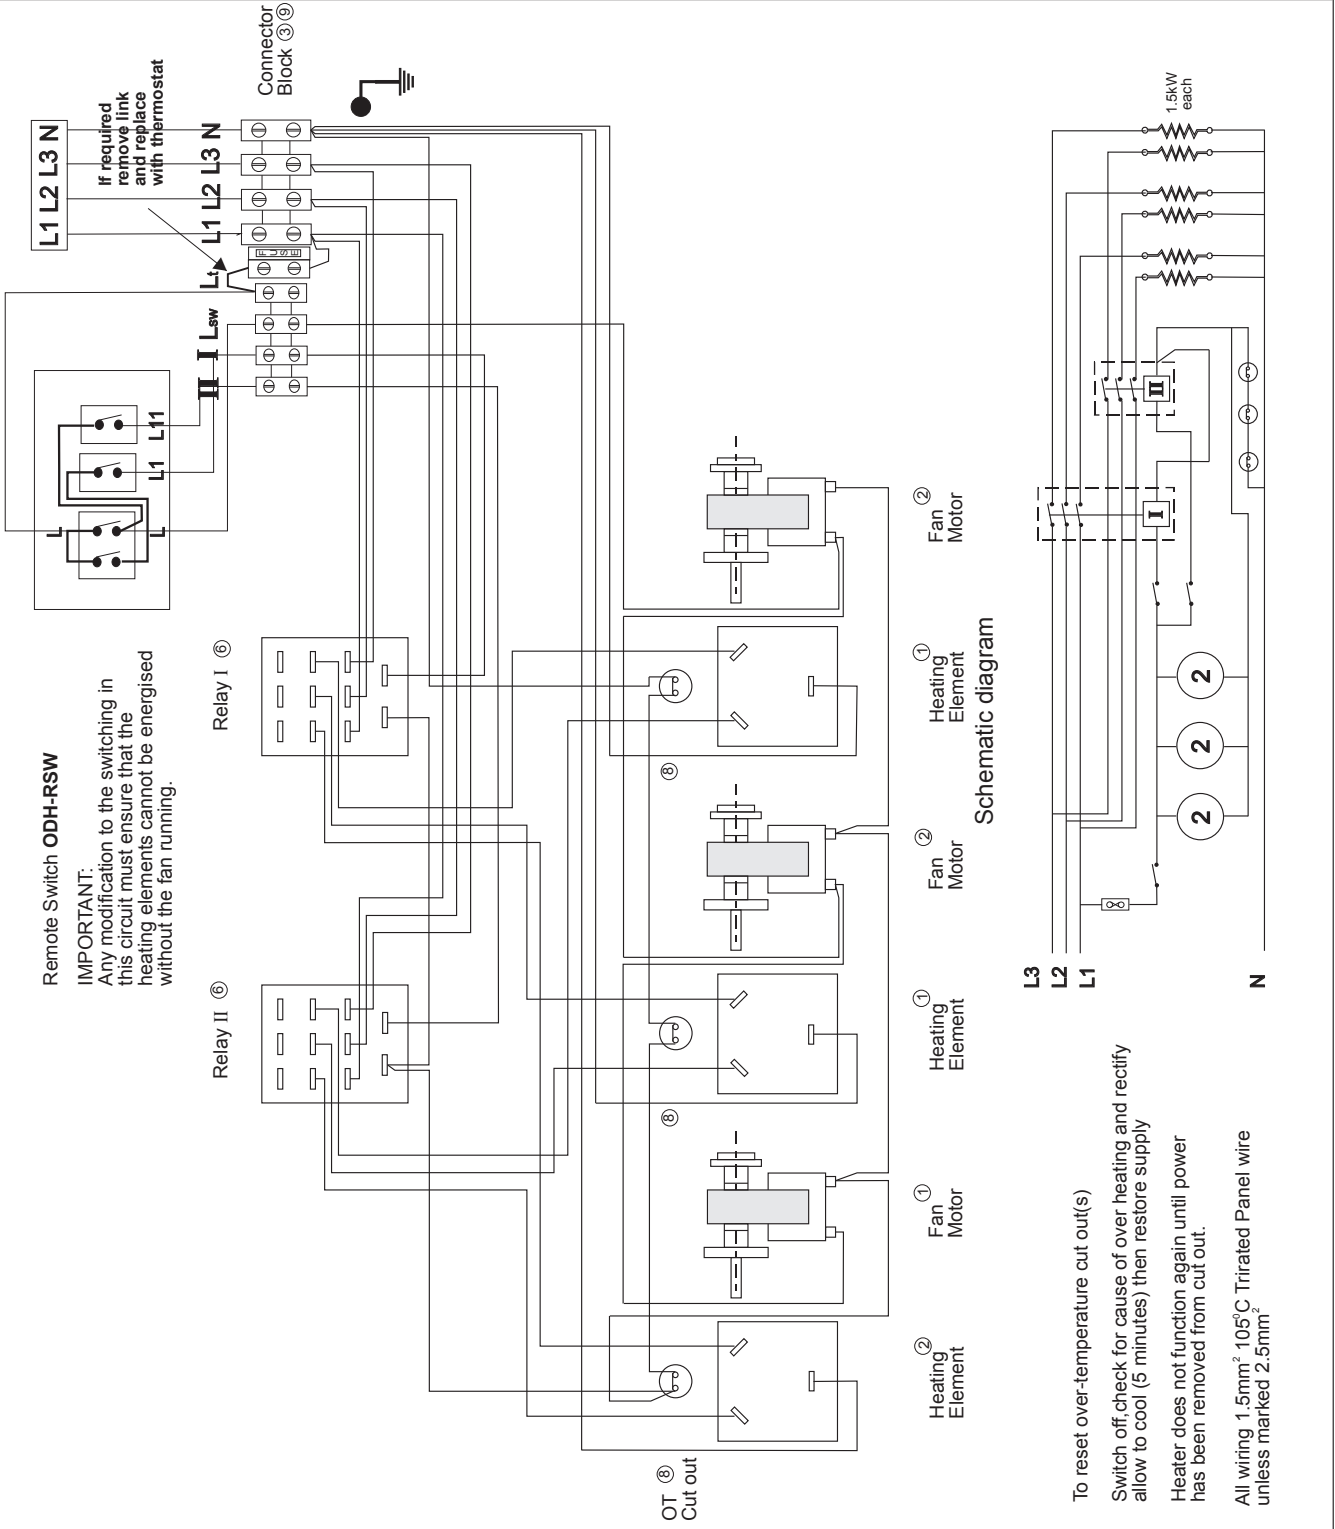 L1 L2 L3 N
If required
remove link
and replace
with thermostat
Connector
Block ③⑨
II I Lsw Lt L1 L2 L3 N
FUSE
L
L
L1
L11
Remote Switch ODH-RSW
IMPORTANT:
Any modification to the switching in
this circuit must ensure that the
heating elements cannot be energised
without the fan running.
Relay II ⑥
Relay I ⑥
OT ⑧
Cut out
⑧
⑧
②
Heating
Element
①
Fan
Motor
①
Heating
Element
②
Fan
Motor
①
Heating
Element
②
Fan
Motor
Schematic diagram
L3
L2
L1
N
2
2
2
I
II
1.5kW
each
To reset over-temperature cut out(s)
Switch off,check for cause of over heating and rectify
allow to cool (5 minutes) then restore supply
Heater does not function again until power
has been removed from cut out.
All wiring 1.5mm² 105⁰C Trirated Panel wire
unless marked 2.5mm²